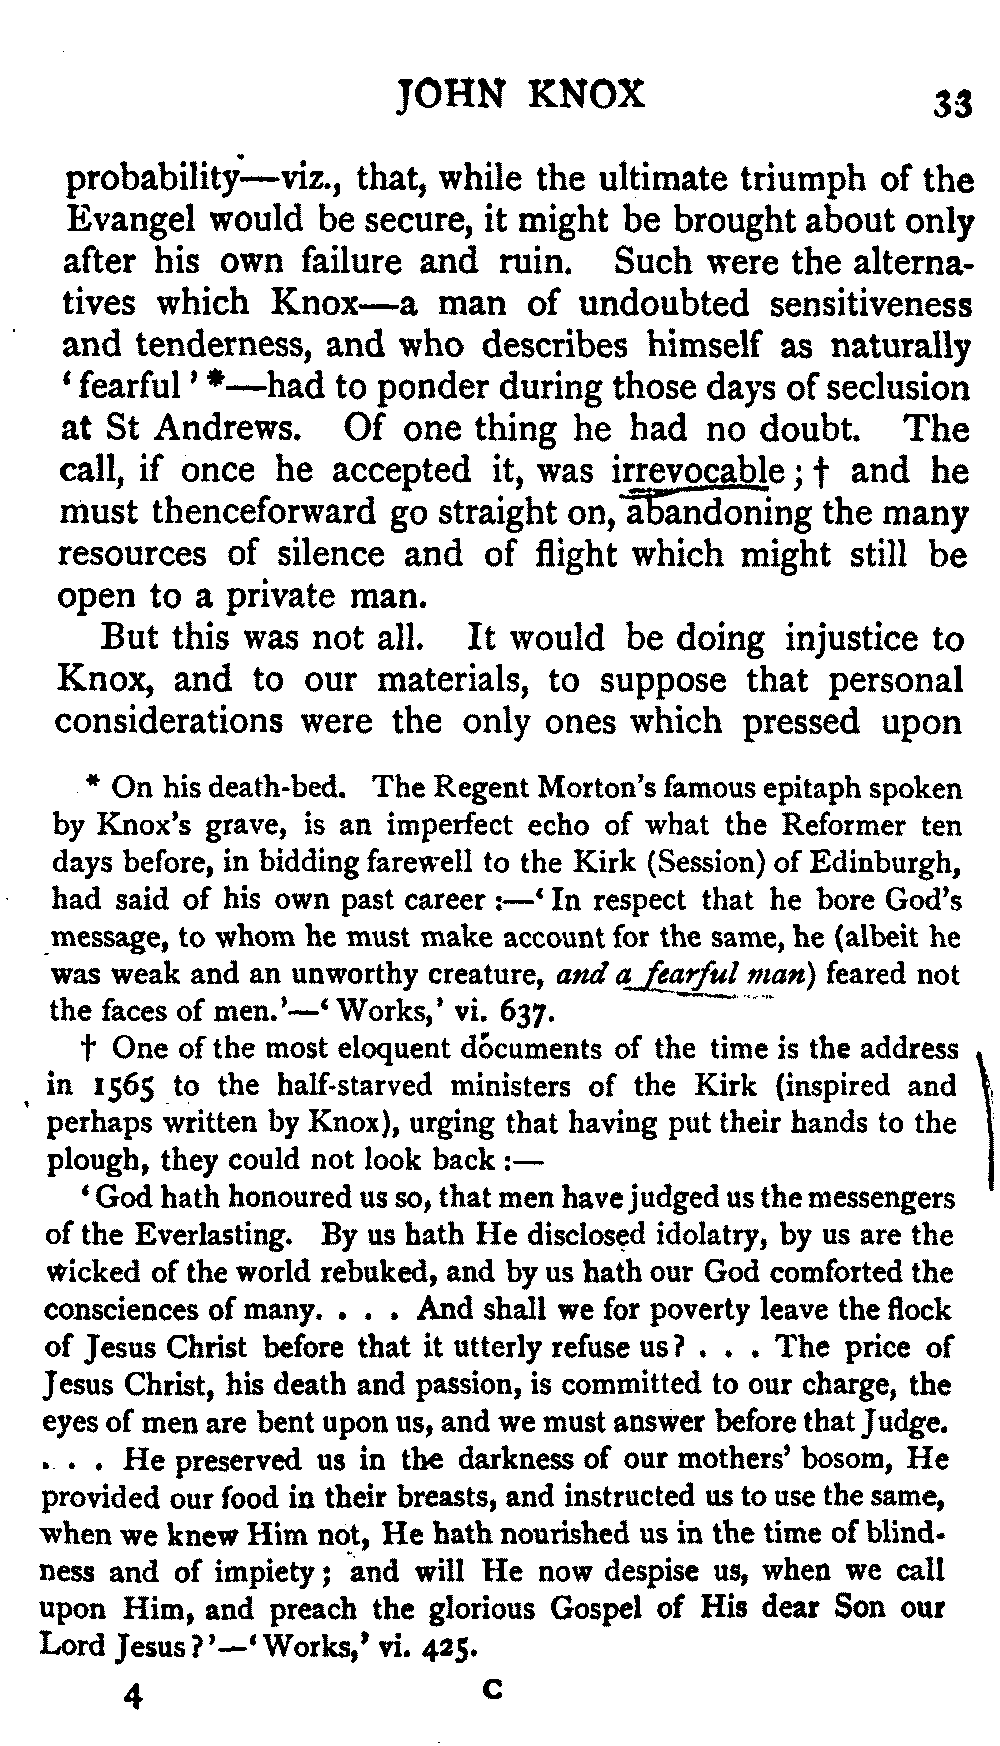 JOHN KNOX 33
probability—viz., that, while the ultimate triumph of the
Evangel would be secure, it might be brought about only
after his own failure and ruin. Such were the alterna-
tives which Knox—a man of undoubted sensitiveness
and tenderness, and who describes himself as naturally
‘fearful’*—had to ponder during those days of seclusion
at St Andrews. Of one thing he had no doubt. The
call, if once he accepted it, was irrevocable;† and he
must thenceforward go straight on, abandoning the many
resources of silence and of flight which might still be
open to a private man.
But this was not all. It would be doing injustice to
Knox, and to our materials, to suppose that personal
considerations were the only ones which pressed upon
* On his death-bed. The Regent Morton's famous epitaph spoken
by Knox's grave, is an imperfect echo of what the Reformer ten
days before, in bidding farewell to the Kirk (Session) of Edinburgh,
had said of his own past career :—‘In respect that he bore God's
message, to whom he must make account for the same, he (albeit he
was weak and an unworthy creature, and a fearful man) feared not
the faces of men.’—‘Works,’ vi. 637.
† One of the most eloquent documents of the time is the address
in 1565 to the half-starved ministers of the Kirk (inspired and
perhaps written by Knox), urging that having put their hands to the
plough, they could not look back :—
‘God hath honoured us so, that men have judged us the messengers
of the Everlasting. By us hath He disclosed idolatry, by us are the
wicked of the world rebuked, and by us hath our God comforted the
consciences of many. . . . And shall we for poverty leave the flock
of Jesus Christ before that it utterly refuse us? . . . The price of
Jesus Christ, his death and passion, is committed to our charge, the
eyes of men are bent upon us, and we must answer before that Judge.
. . . He preserved us in the darkness of our mothers’ bosom, He
provided our food in their breasts, and instructed us to use the same,
when we knew Him not, He hath nourished us in the time of blind-
ness and of impiety; and will He now despise us, when we call
upon Him, and preach the glorious Gospel of His dear Son our
Lord Jesus?’—‘Works,’ vi. 425.
4 C